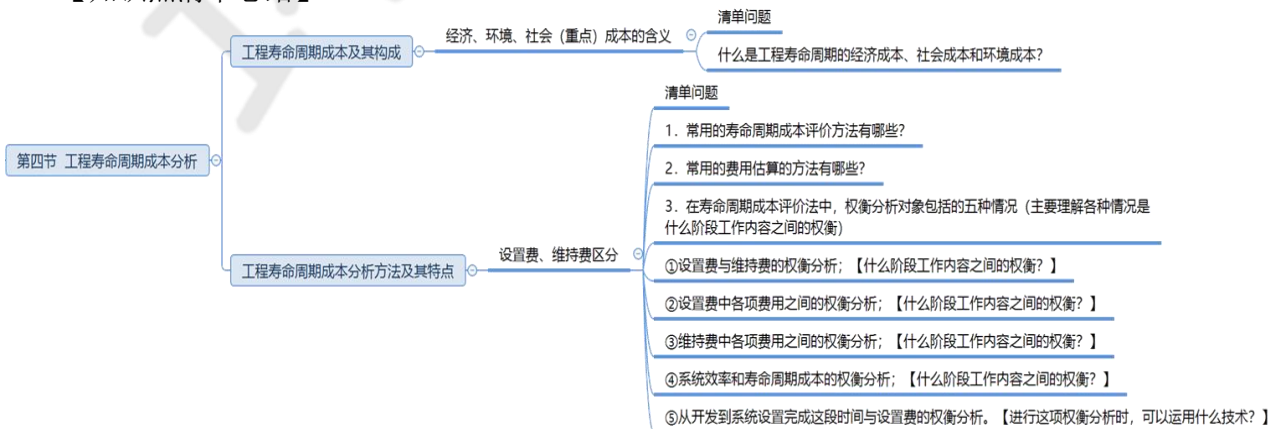 第四节 工程寿命周期成本分析
工程寿命周期成本及其构成
经济、环境、社会（重点）成本的含义
清单问题
什么是工程寿命周期的经济成本、社会成本和环境成本？
工程寿命周期成本分析方法及其特点
设置费、维持费区分
清单问题
1. 常用的寿命周期成本评价方法有哪些？
2. 常用的费用估算的方法有哪些？
3. 在寿命周期成本评价法中，权衡分析对象包括的五种情况（主要理解各种情况是
什么阶段工作内容之间的权衡）
①设置费与维持费的权衡分析；【什么阶段工作内容之间的权衡？】
②设置费中各项费用之间的权衡分析；【什么阶段工作内容之间的权衡？】
③维持费中各项费用之间的权衡分析；【什么阶段工作内容之间的权衡？】
④系统效率和寿命周期成本的权衡分析；【什么阶段工作内容之间的权衡？】
⑤从开发到系统设置完成这段时间与设置费的权衡分析。【进行这项权衡分析时，可以运用什么技术？】